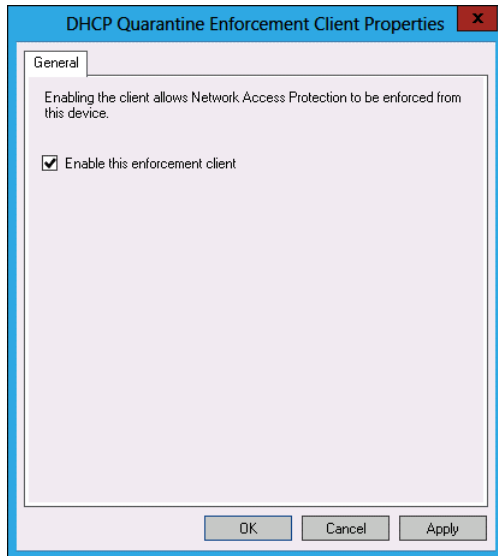 DHCP Quarantine Enforcement Client Properties
x
General
Enabling the client allows Network Access Protection to be enforced from
this device.
Enable this enforcement client
OK Cancel Apply